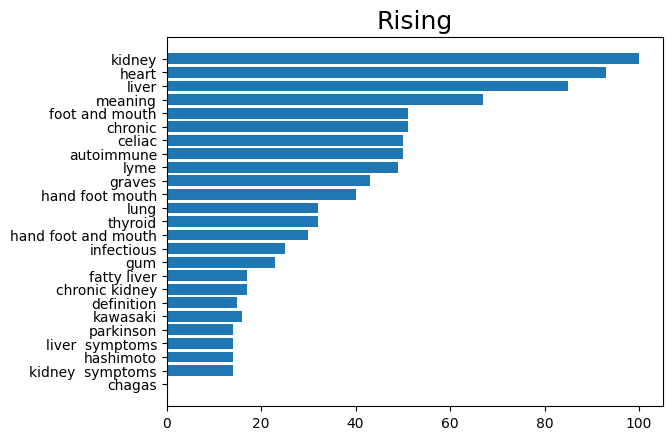 Rising
kidney
heart
liver
meaning
foot and mouth
chronic
celiac
autoimmune
lyme
graves
hand foot mouth
lung
thyroid
hand foot and mouth
infectious
gum
fatty liver
chronic kidney
definition
kawasaki
parkinson
liver  symptoms
hashimoto
kidney  symptoms
chagas
0 20 40 60 80 100